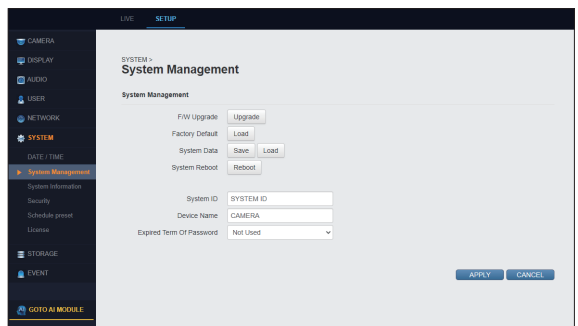 LIVE SETUP
CAMERA
DISPLAY
AUDIO
USER
NETWORK
SYSTEM
DATE / TIME
System Management
System Information
Security
Schedule preset
License
STORAGE
EVENT
GOTO AI MODULE
SYSTEM >
System Management
System Management
F/W Upgrade Upgrade
Factory Default Load
System Data Save Load
System Reboot Reboot
System ID SYSTEM ID
Device Name CAMERA
Expired Term Of Password Not Used
APPLY CANCEL